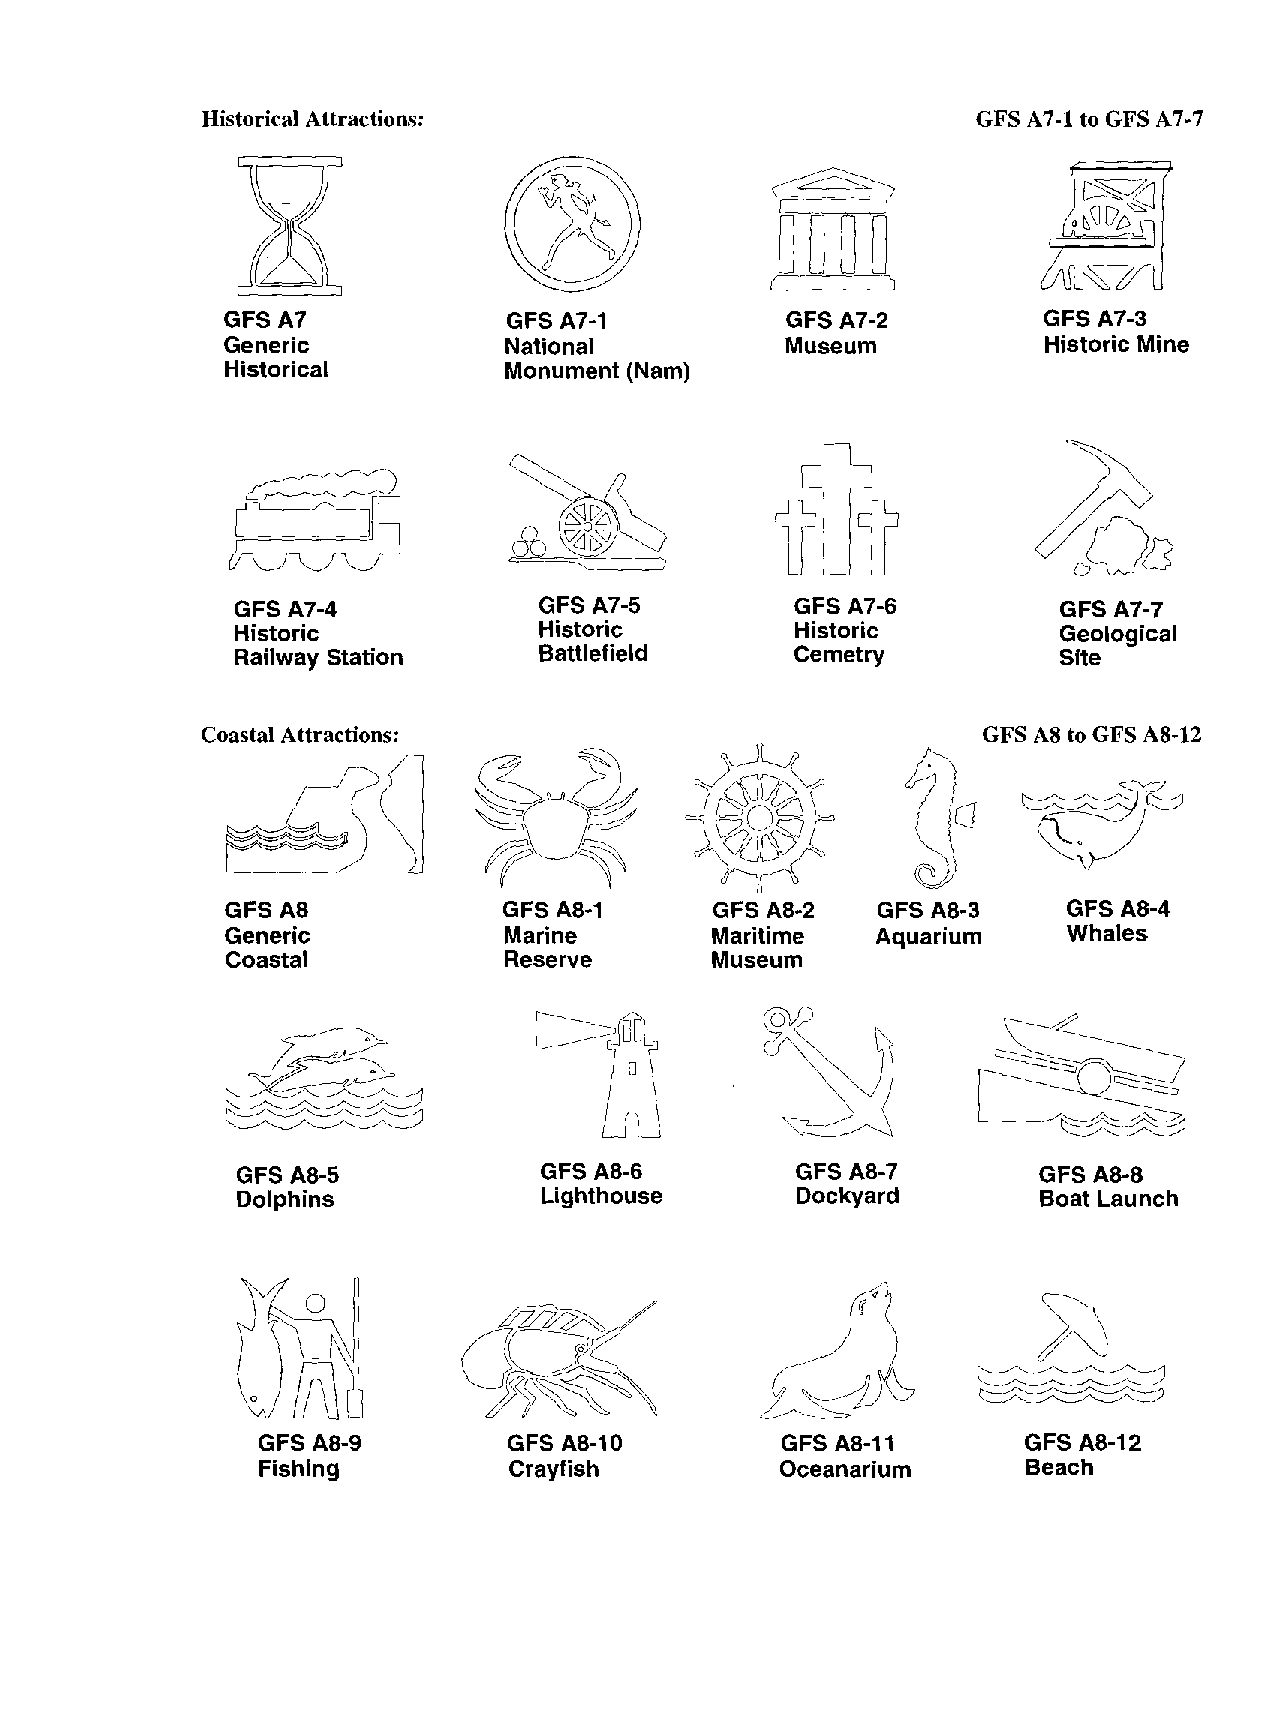 Historical Attractions: GFS A7-1 to GFS A7-7
GFS A7 GFS A7-1 GFS A7-2 GFS A7-3
Generic National Museum Historic Mine
Historical Monument (Nam)
GFS A7-4 GFS A7-5 GFS A7-6 GFS A7-7
Historic Historic Historic Geological
Railway Station Battlefield Cemetry Site
Coastal Attractions: GFS A8 to GFS A8-12
GFS A8 GFS A8-1 GFS A8-2 GFS A8-3 GFS A8-4
Generic Marine Maritime Aquarium Whales
Coastal Reserve Museum
GFS A8-5 GFS A8-6 GFS A8-7 GFS A8-8
Dolphins Lighthouse Dockyard Boat Launch
GFS A8-9 GFS A8-10 GFS A8-11 GFS A8-12
Fishing Crayfish Oceanarium Beach